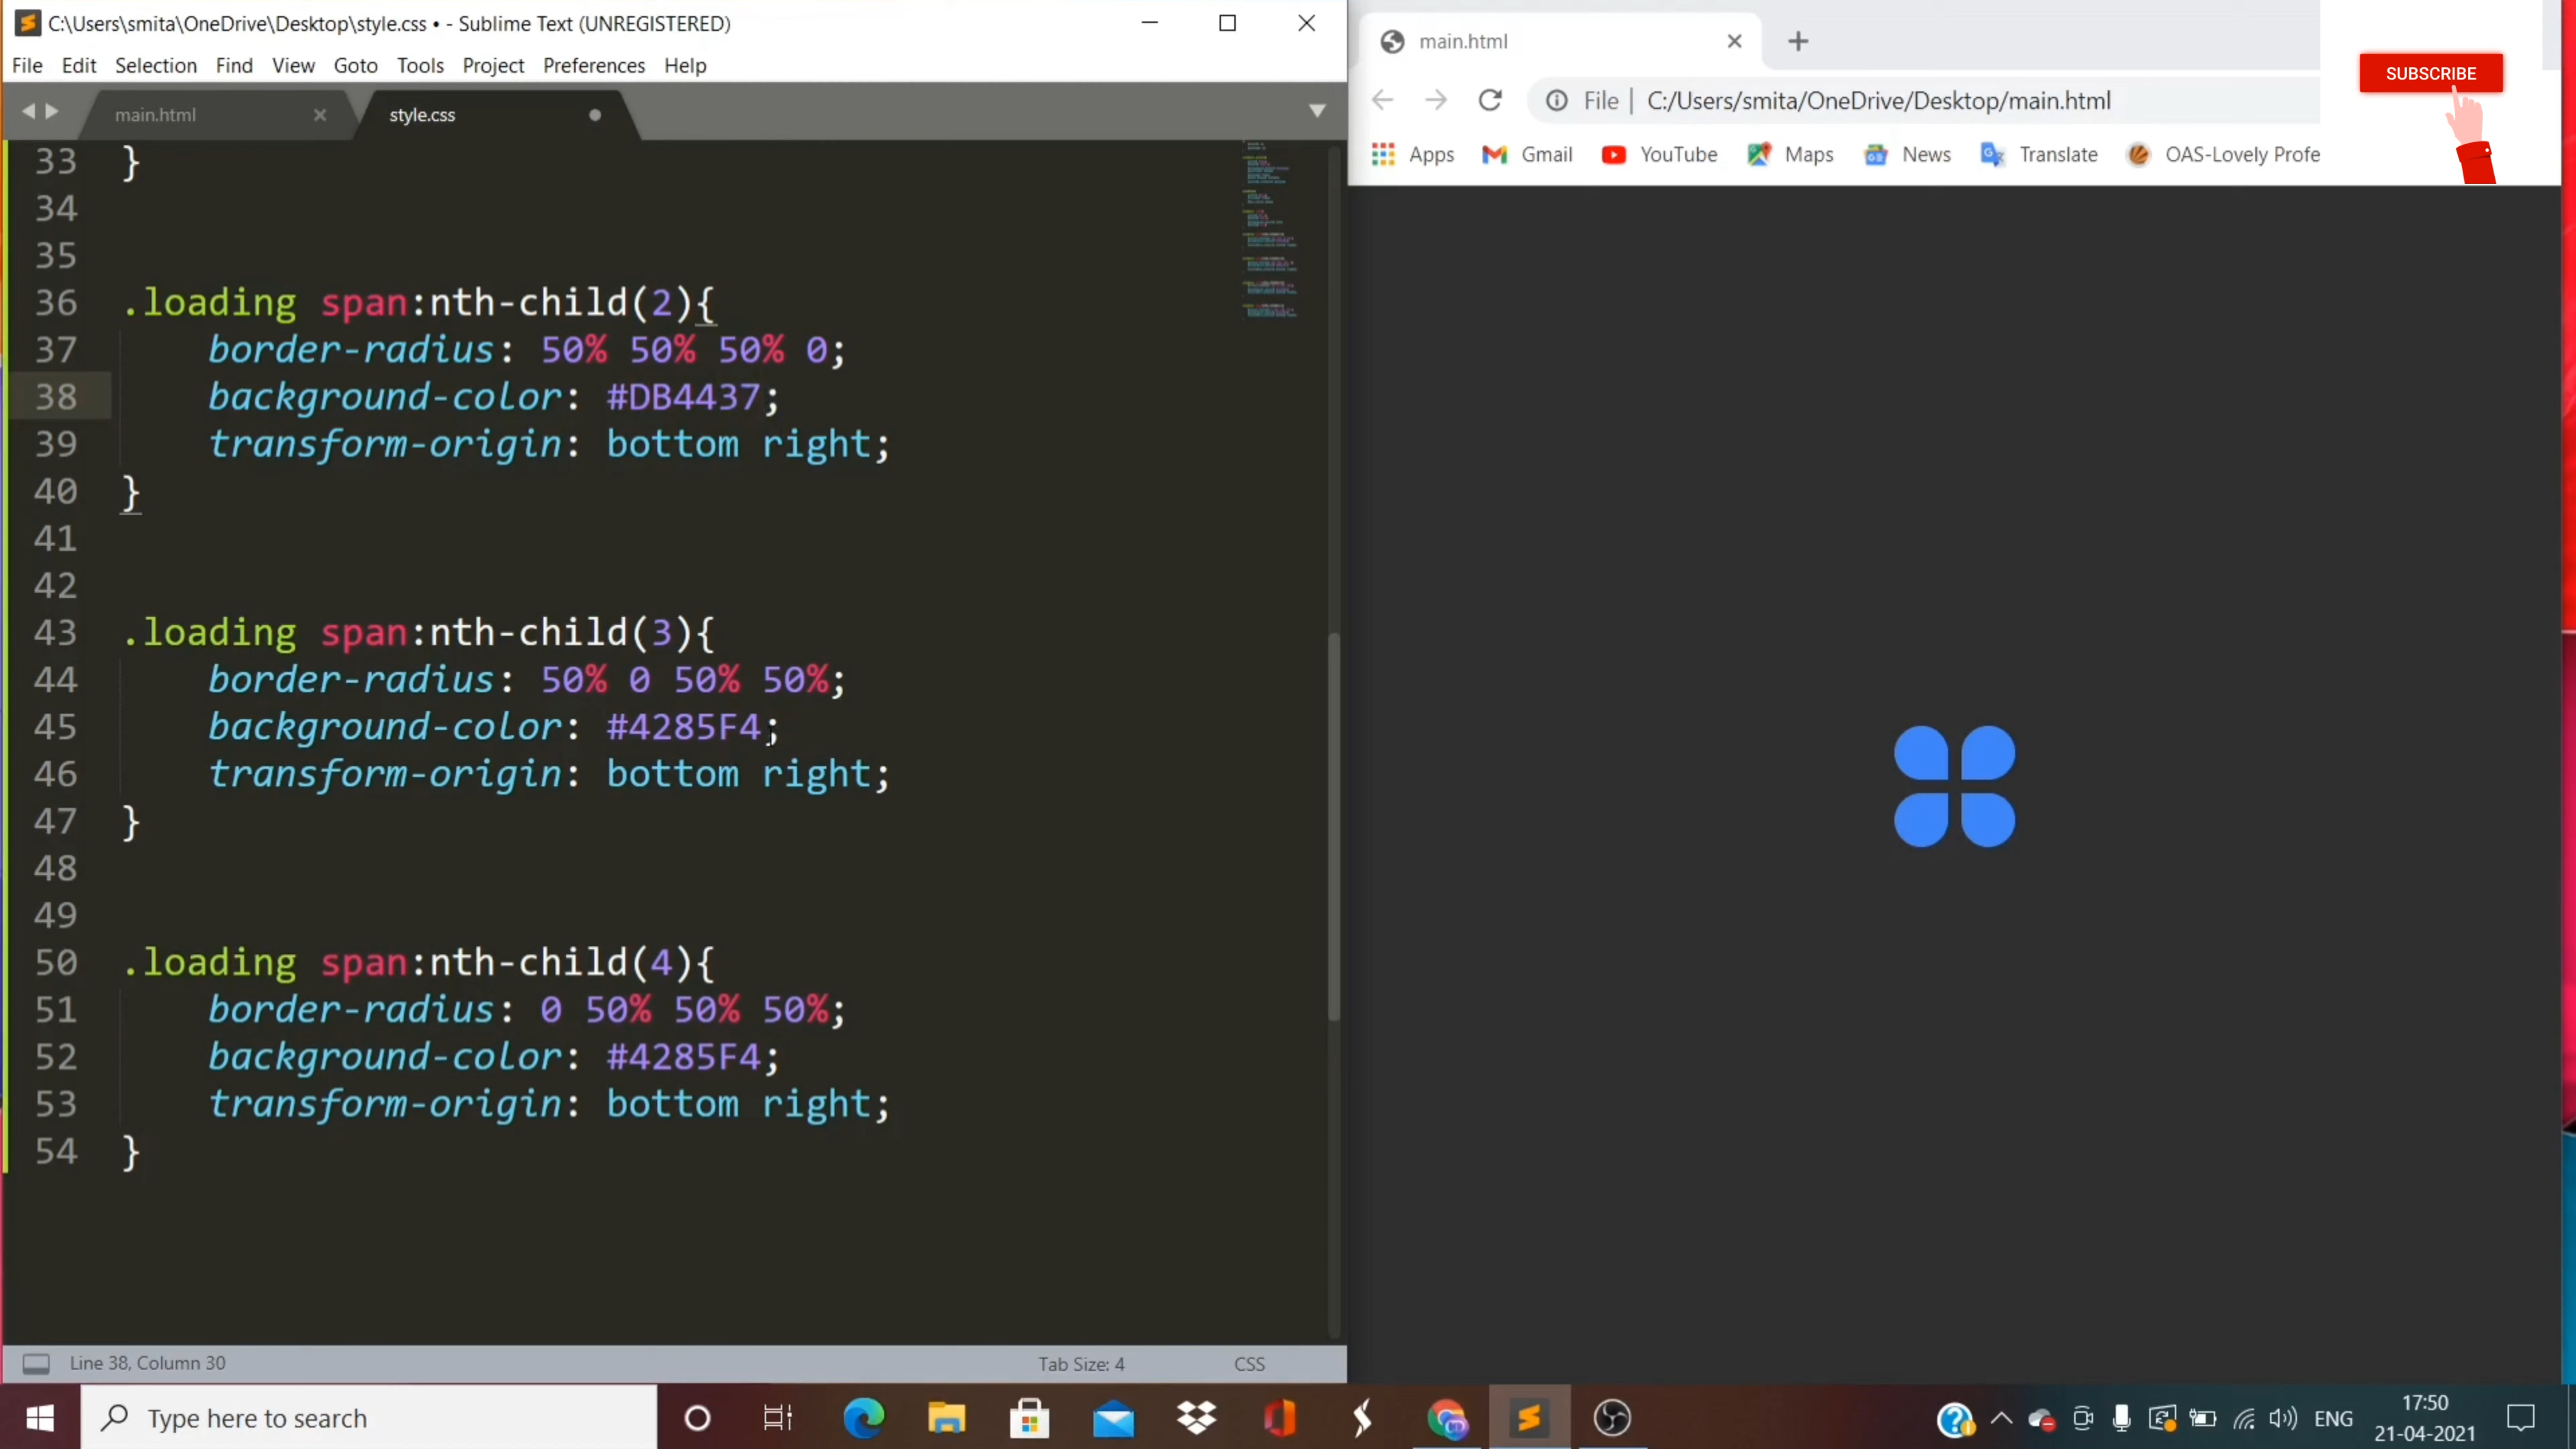 C:\Users\smita\OneDrive\Desktop\style.css • - Sublime Text (UNREGISTERED)
File Edit Selection Find View Goto Tools Project Preferences Help
main.html
style.css
33 }
34
35
36 .loading span:nth-child(2){
37 border-radius: 50% 50% 50% 0;
38 background-color: #DB4437;
39 transform-origin: bottom right;
40 }
41
42
43 .loading span:nth-child(3){
44 border-radius: 50% 0 50% 50%;
45 background-color: #4285F4;
46 transform-origin: bottom right;
47 }
48
49
50 .loading span:nth-child(4){
51 border-radius: 0 50% 50% 50%;
52 background-color: #4285F4;
53 transform-origin: bottom right;
54 }
Line 38, Column 30
Tab Size: 4
CSS
main.html
SUBSCRIBE
File | C:/Users/smita/OneDrive/Desktop/main.html
Apps Gmail YouTube Maps News Translate OAS-Lovely Profe
Type here to search
ENG
17:50
21-04-2021